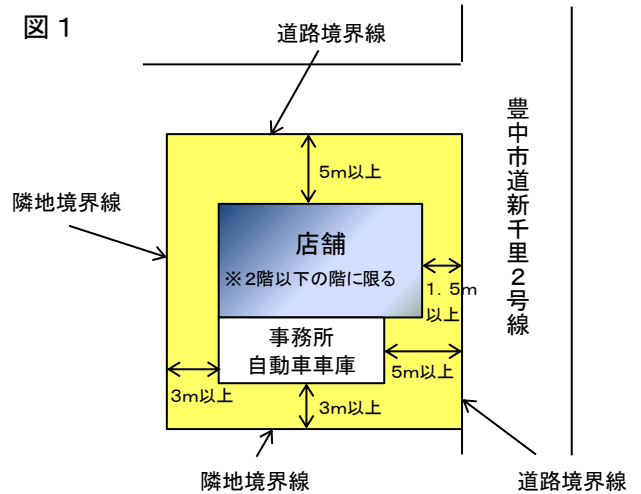 図1
道路境界線
豊中市道新千里2号線
5m以上
隣地境界線
店舗
※2階以下の階に限る
1.5m
以上
事務所
自動車車庫
5m以上
3m以上
3m以上
隣地境界線
道路境界線